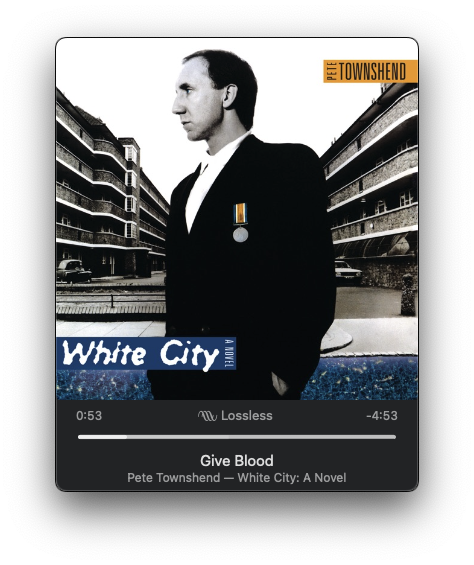 PETE TOWNSHEND
White City A NOVEL
0:53 Lossless -4:53
Give Blood
Pete Townshend — White City: A Novel